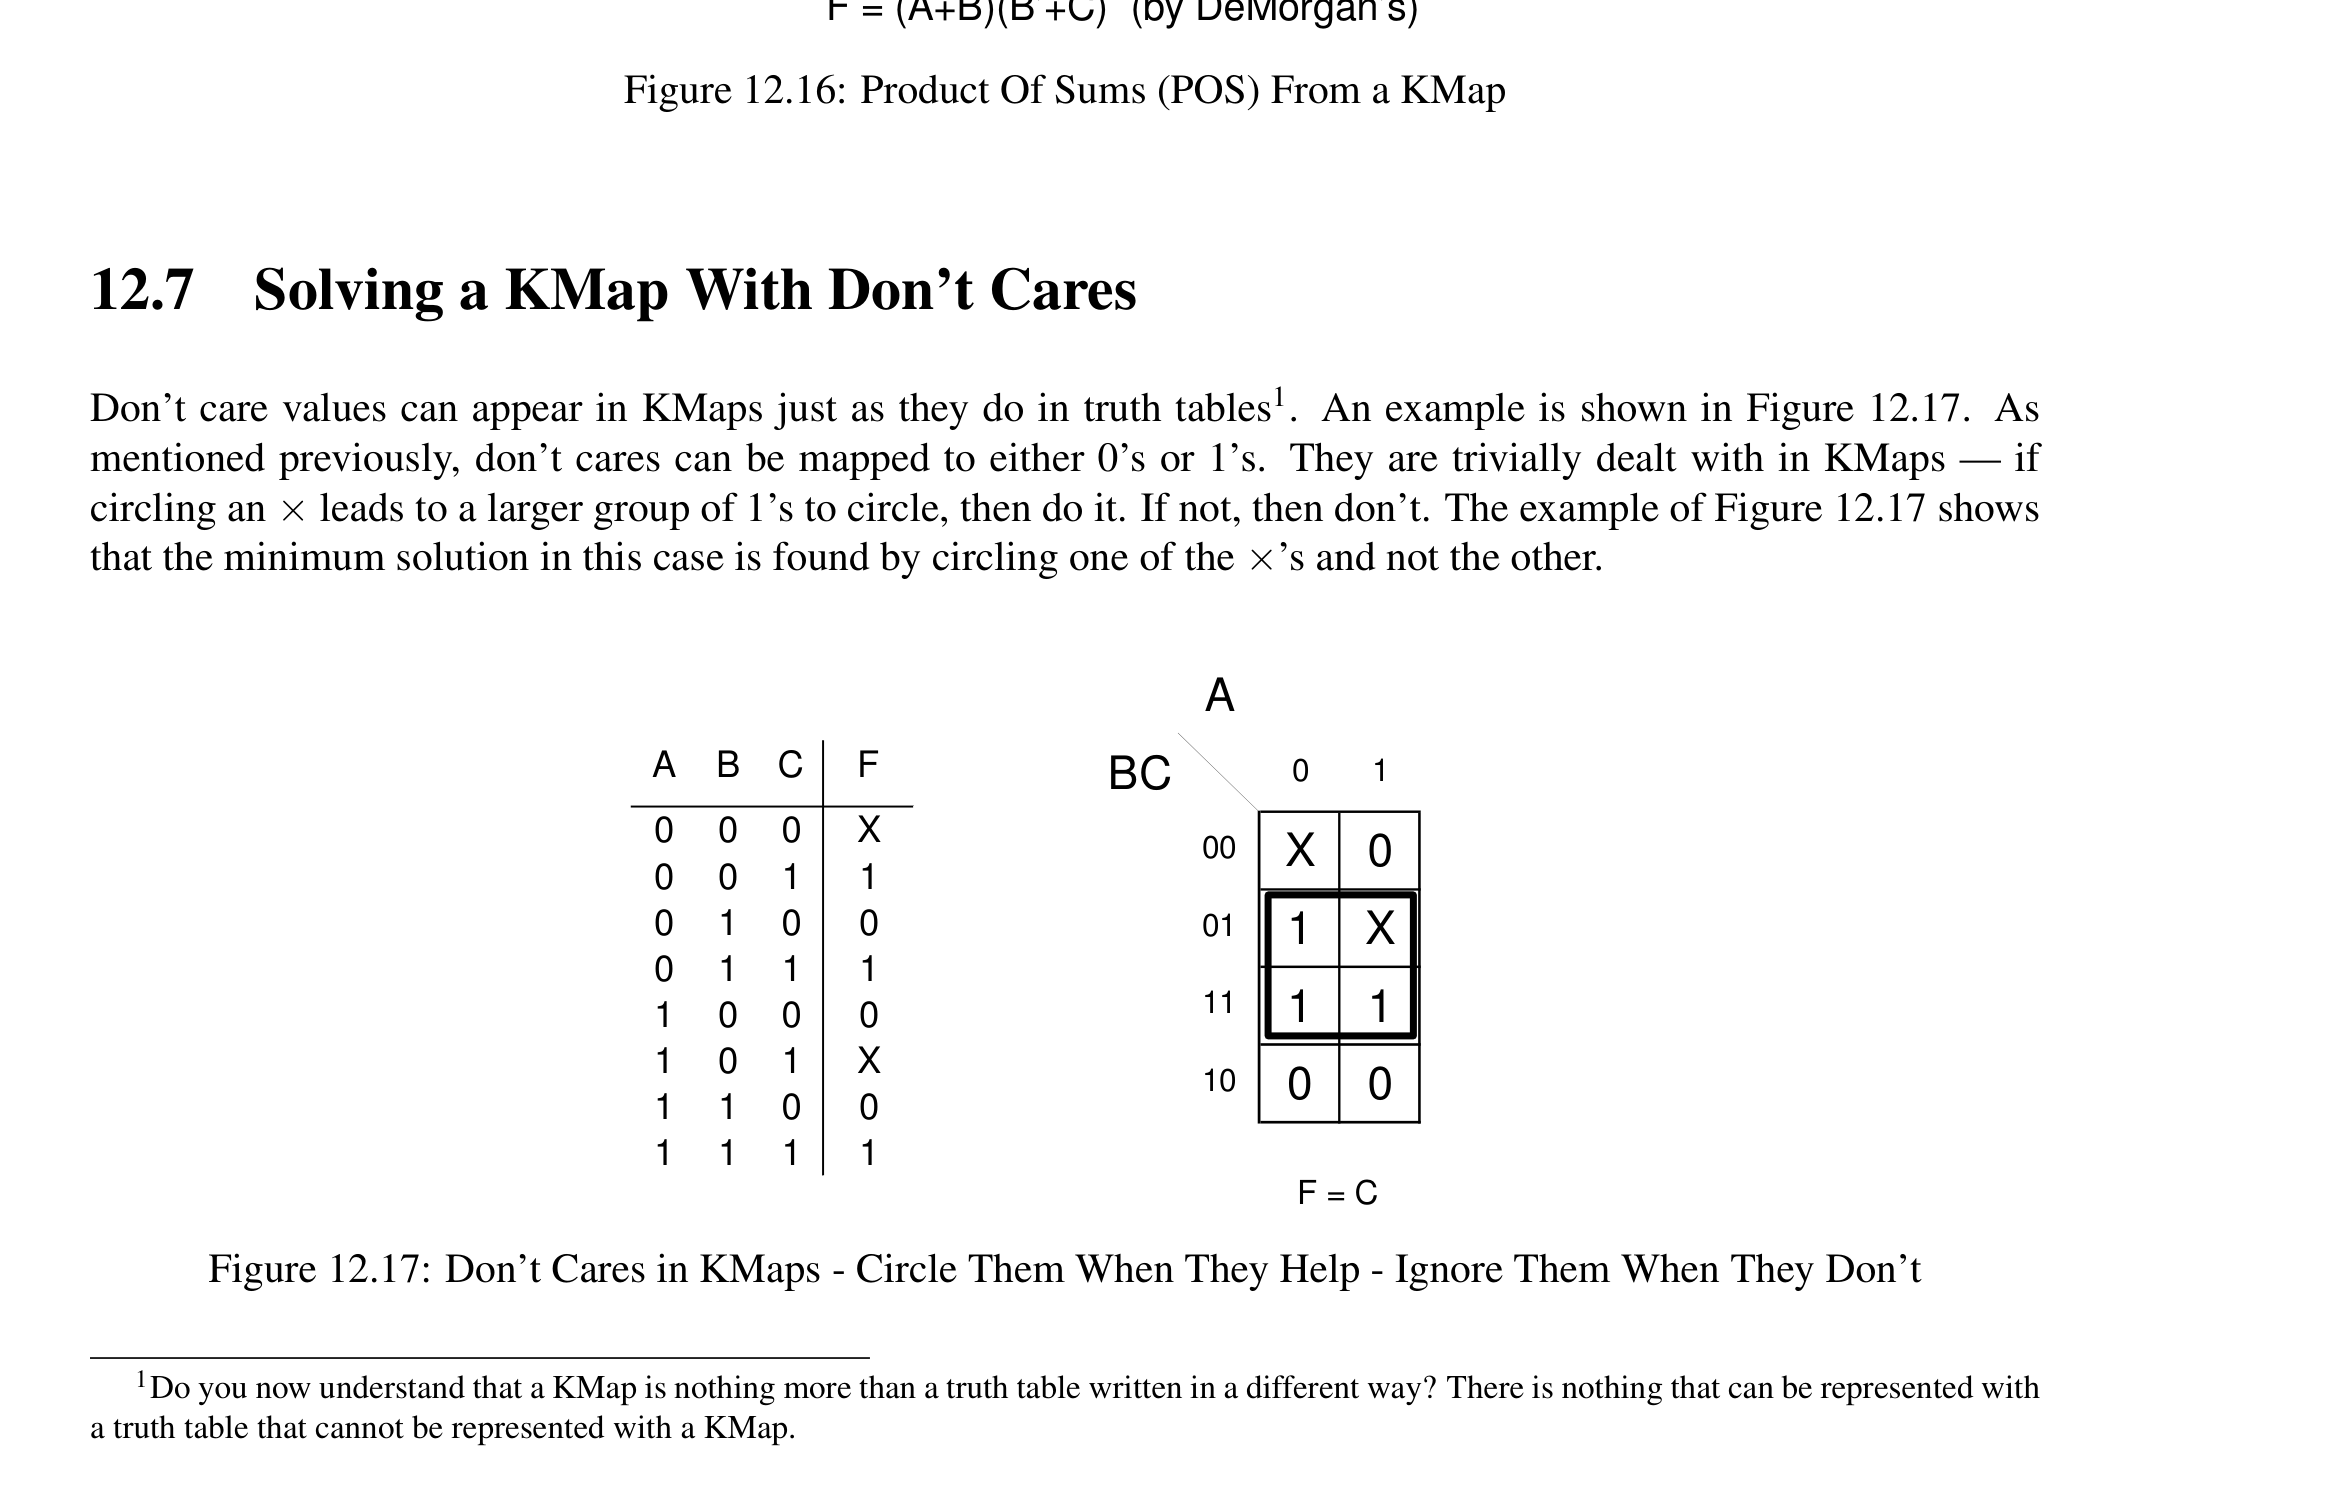 F = (A+B)(B'+C) (by DeMorgan's)
Figure 12.16: Product Of Sums (POS) From a KMap
12.7 Solving a KMap With Don't Cares
Don't care values can appear in KMaps just as they do in truth tables1. An example is shown in Figure 12.17. As
mentioned previously, don't cares can be mapped to either 0's or 1's. They are trivially dealt with in KMaps — if
circling an × leads to a larger group of 1's to circle, then do it. If not, then don't. The example of Figure 12.17 shows
that the minimum solution in this case is found by circling one of the ×'s and not the other.
A B C F
0 0 0 X
0 0 1 1
0 1 0 0
0 1 1 1
1 0 0 0
1 0 1 X
1 1 0 0
1 1 1 1
A
BC 0 1
00 X 0
01 1 X
11 1 1
10 0 0
F = C
Figure 12.17: Don't Cares in KMaps - Circle Them When They Help - Ignore Them When They Don't
1Do you now understand that a KMap is nothing more than a truth table written in a different way? There is nothing that can be represented with
a truth table that cannot be represented with a KMap.